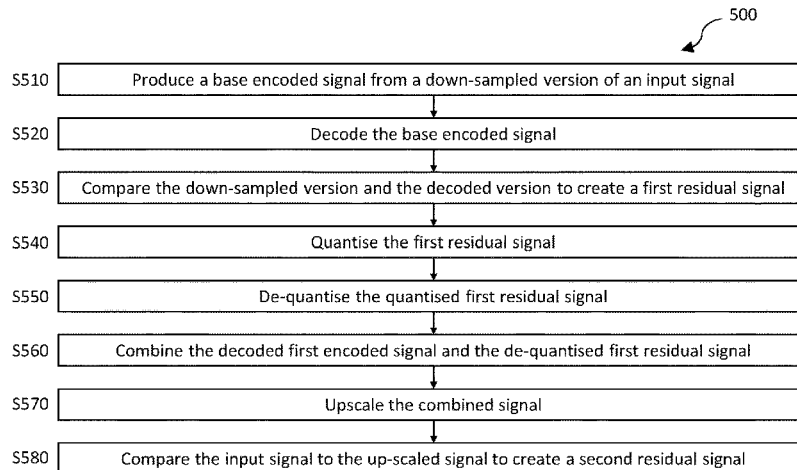 500
S510 Produce a base encoded signal from a down-sampled version of an input signal
S520 Decode the base encoded signal
S530 Compare the down-sampled version and the decoded version to create a first residual signal
S540 Quantise the first residual signal
S550 De-quantise the quantised first residual signal
S560 Combine the decoded first encoded signal and the de-quantised first residual signal
S570 Upscale the combined signal
S580 Compare the input signal to the up-scaled signal to create a second residual signal